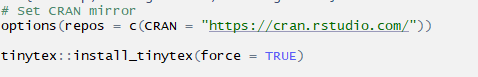 # Set CRAN mirror
options(repos = c(CRAN = "https://cran.rstudio.com/"))
tinytex::install_tinytex(force = TRUE)